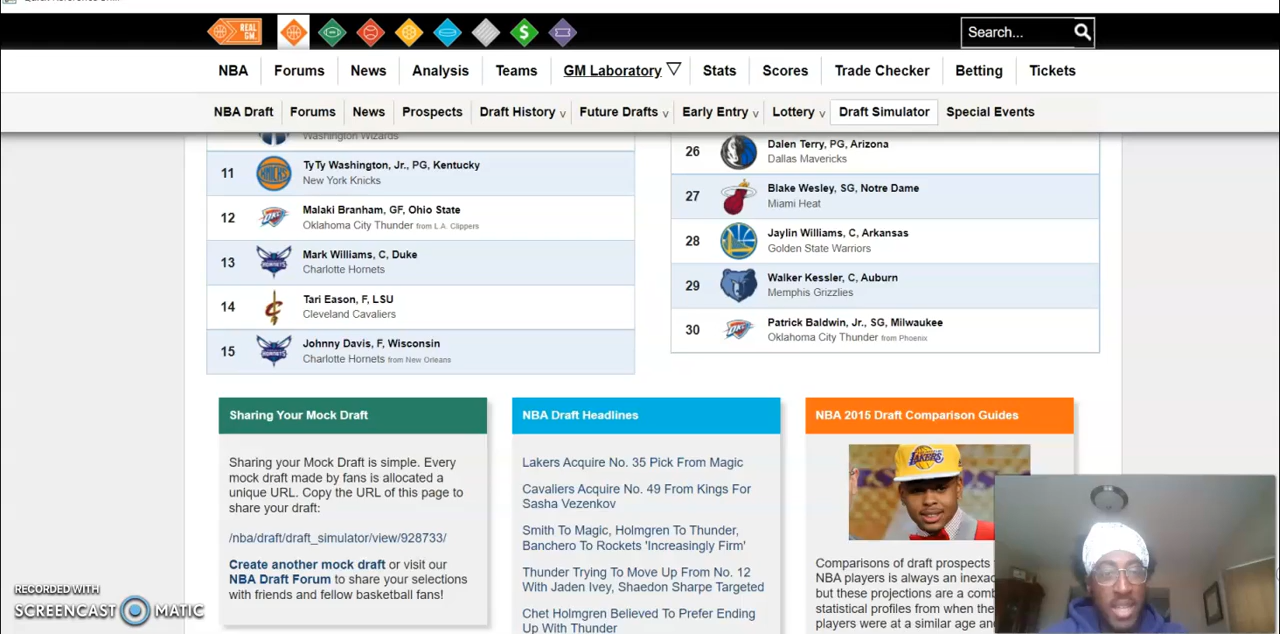 REAL GM
Search...
NBA Forums News Analysis Teams GM Laboratory Stats Scores Trade Checker Betting Tickets
NBA Draft Forums News Prospects Draft History v Future Drafts v Early Entry v Lottery v Draft Simulator Special Events
Washington Wizards
11 TyTy Washington, Jr., PG, Kentucky
New York Knicks
12 Malaki Branham, GF, Ohio State
Oklahoma City Thunder from L.A. Clippers
13 Mark Williams, C, Duke
Charlotte Hornets
14 Tari Eason, F, LSU
Cleveland Cavaliers
15 Johnny Davis, F, Wisconsin
Charlotte Hornets from New Orleans
26 Dalen Terry, PG, Arizona
Dallas Mavericks
27 Blake Wesley, SG, Notre Dame
Miami Heat
28 Jaylin Williams, C, Arkansas
Golden State Warriors
29 Walker Kessler, C, Auburn
Memphis Grizzlies
30 Patrick Baldwin, Jr., SG, Milwaukee
Oklahoma City Thunder from Phoenix
Sharing Your Mock Draft
Sharing your Mock Draft is simple. Every
mock draft made by fans is allocated a
unique URL. Copy the URL of this page to
share your draft:
/nba/draft/draft_simulator/view/928733/
Create another mock draft or visit our
NBA Draft Forum to share your selections
with friends and fellow basketball fans!
NBA Draft Headlines
Lakers Acquire No. 35 Pick From Magic
Cavaliers Acquire No. 49 From Kings For
Sasha Vezenkov
Smith To Magic, Holmgren To Thunder,
Banchero To Rockets 'Increasingly Firm'
Thunder Trying To Move Up From No. 12
With Jaden Ivey, Shaedon Sharpe Targeted
Chet Holmgren Believed To Prefer Ending
Up With Thunder
NBA 2015 Draft Comparison Guides
LAKERS
Comparisons of draft prospects
NBA players is always an
but these projections are a
statistical profiles from when the
players were at a similar age
RECORDED WITH
SCREENCAST MATIC